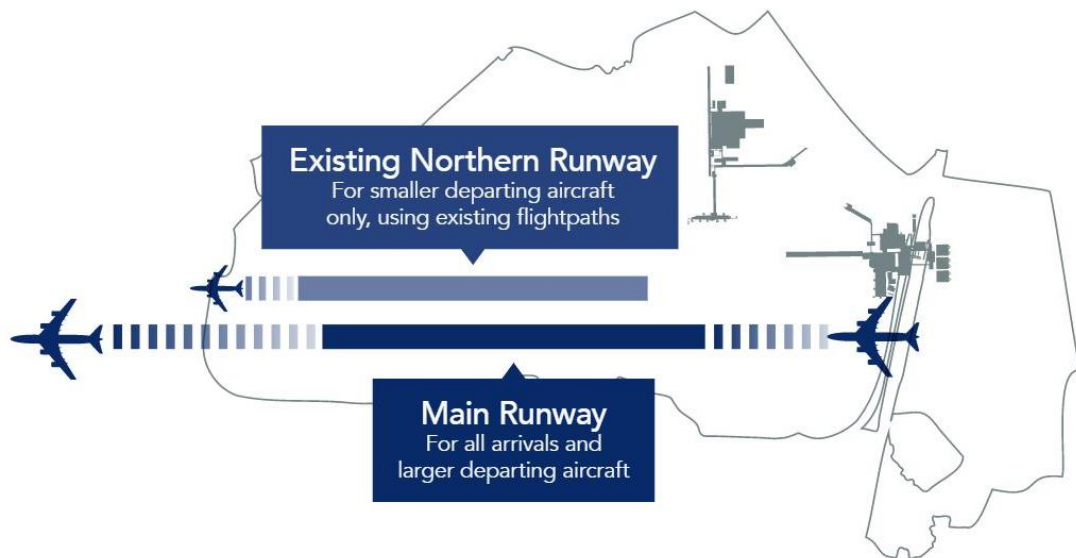 Existing Northern Runway
For smaller departing aircraft
only, using existing flightpaths
Main Runway
For all arrivals and
larger departing aircraft